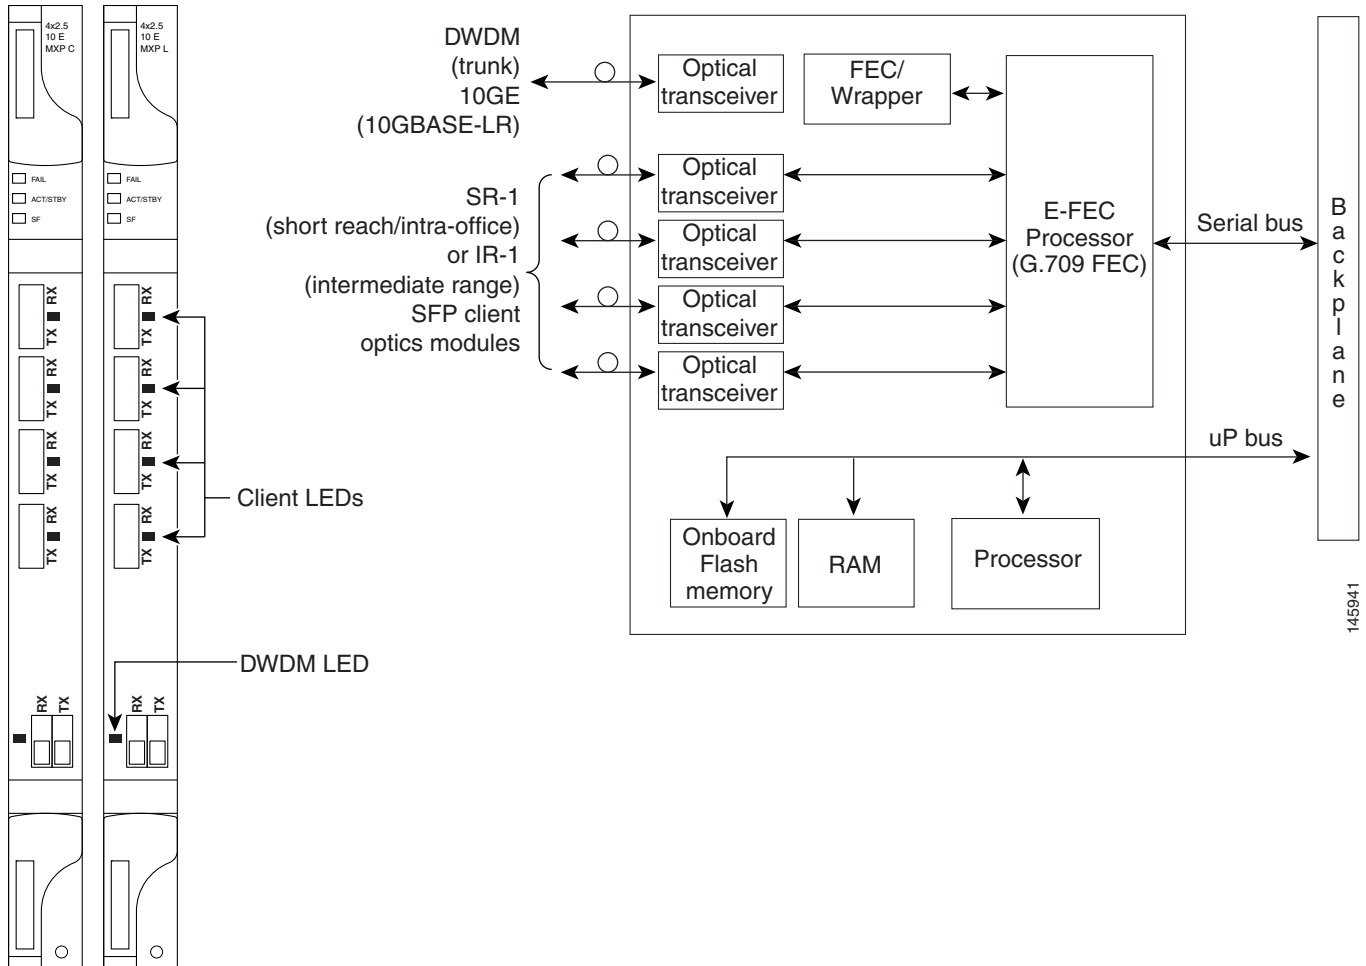 4x2.5
10 E
MXP C
FAIL
ACT/STBY
SF
RX
TX
RX
TX
RX
TX
RX
TX
RX
TX
4x2.5
10 E
MXP L
FAIL
ACT/STBY
SF
RX
TX
RX
TX
RX
TX
RX
TX
RX
TX
Client LEDs
DWDM LED
DWDM
(trunk)
10GE
(10GBASE-LR)
SR-1
(short reach/intra-office)
or IR-1
(intermediate range)
SFP client
optics modules
Optical
transceiver
FEC/
Wrapper
Optical
transceiver
Optical
transceiver
Optical
transceiver
Optical
transceiver
E-FEC
Processor
(G.709 FEC)
Serial bus
uP bus
Onboard
Flash
memory
RAM
Processor
Backplane
145941